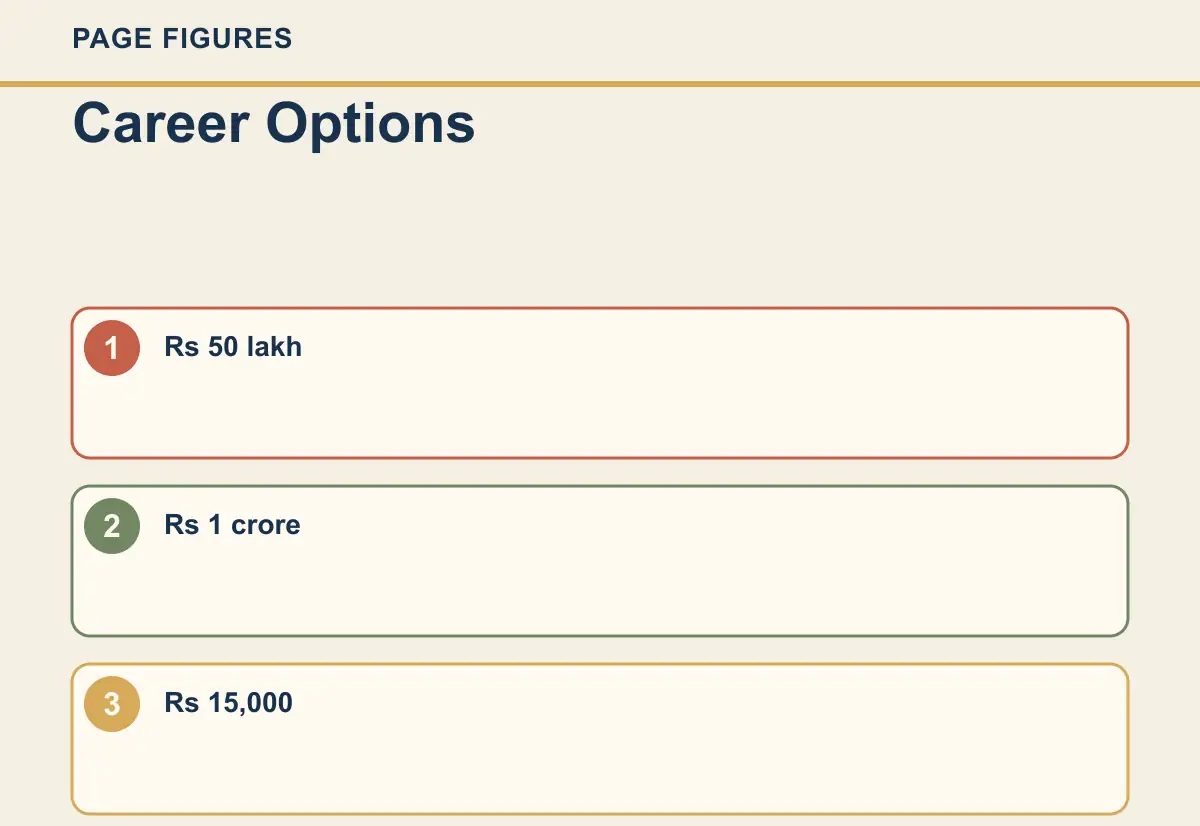 PAGE FIGURES
Career Options
1 Rs 50 lakh
2 Rs 1 crore
3 Rs 15,000